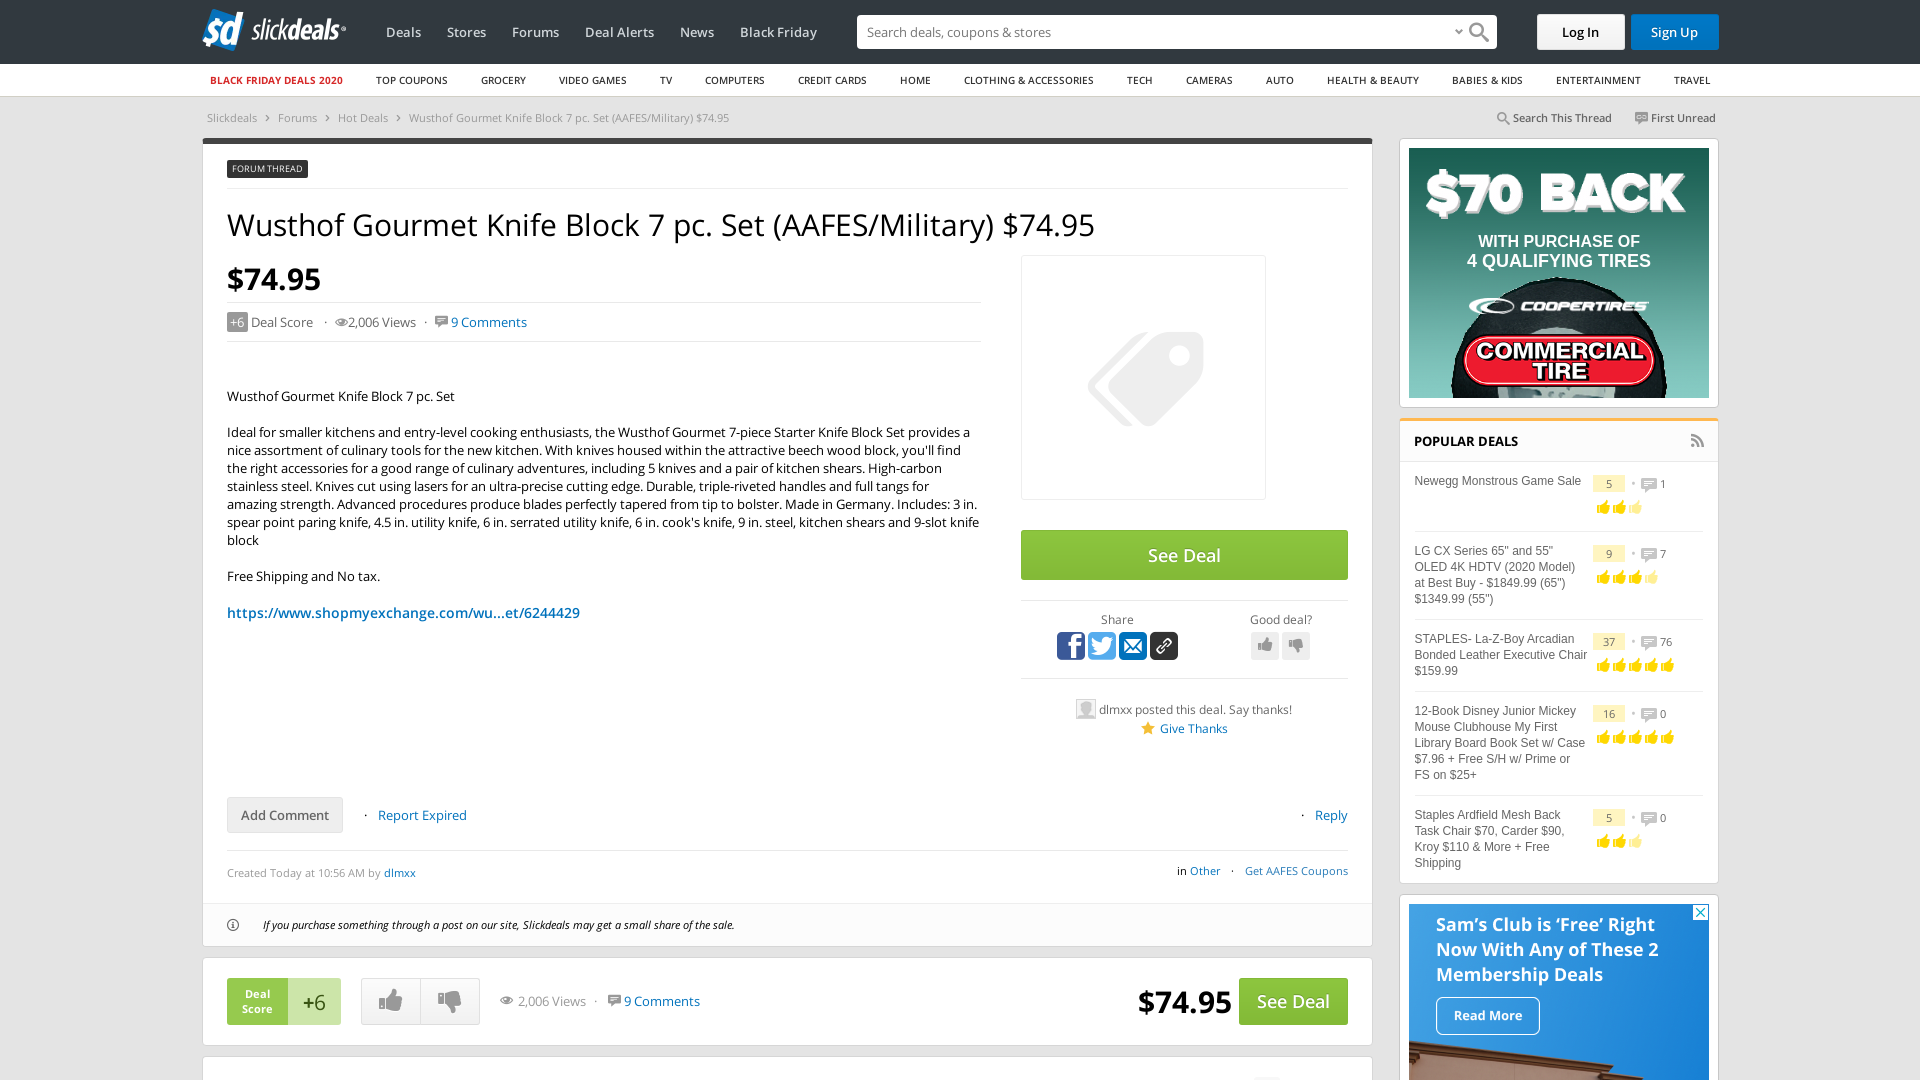 slickdeals
Deals
Stores
Forums
Deal Alerts
News
Black Friday
Search deals, coupons & stores
Log In
Sign Up
BLACK FRIDAY DEALS 2020
TOP COUPONS
GROCERY
VIDEO GAMES
TV
COMPUTERS
CREDIT CARDS
HOME
CLOTHING & ACCESSORIES
TECH
CAMERAS
AUTO
HEALTH & BEAUTY
BABIES & KIDS
ENTERTAINMENT
TRAVEL
Slickdeals > Forums > Hot Deals > Wusthof Gourmet Knife Block 7 pc. Set (AAFES/Military) $74.95
Search This Thread
First Unread
FORUM THREAD
Wusthof Gourmet Knife Block 7 pc. Set (AAFES/Military) $74.95
$74.95
+6 Deal Score · 2,006 Views · 9 Comments
Wusthof Gourmet Knife Block 7 pc. Set
Ideal for smaller kitchens and entry-level cooking enthusiasts, the Wusthof Gourmet 7-piece Starter Knife Block Set provides a
nice assortment of culinary tools for the new kitchen. With knives housed within the attractive beech wood block, you'll find
the right accessories for a good range of culinary adventures, including 5 knives and a pair of kitchen shears. High-carbon
stainless steel. Knives cut using lasers for an ultra-precise cutting edge. Durable, triple-riveted handles and full tangs for
amazing strength. Advanced procedures produce blades perfectly tapered from tip to bolster. Made in Germany. Includes: 3 in.
spear point paring knife, 4.5 in. utility knife, 6 in. serrated utility knife, 6 in. cook's knife, 9 in. steel, kitchen shears and 9-slot knife
block
Free Shipping and No tax.
https://www.shopmyexchange.com/wu...et/6244429
See Deal
Share
Good deal?
dlmxx posted this deal. Say thanks!
Give Thanks
Add Comment
· Report Expired
· Reply
Created Today at 10:56 AM by dlmxx
in Other · Get AAFES Coupons
If you purchase something through a post on our site, Slickdeals may get a small share of the sale.
Deal
Score
+6
2,006 Views · 9 Comments
$74.95
See Deal
$70 BACK
WITH PURCHASE OF
4 QUALIFYING TIRES
COOPERTIRES
COMMERCIAL
TIRE
POPULAR DEALS
Newegg Monstrous Game Sale
5 • 1
LG CX Series 65" and 55"
OLED 4K HDTV (2020 Model)
at Best Buy - $1849.99 (65")
$1349.99 (55")
9 • 7
STAPLES- La-Z-Boy Arcadian
Bonded Leather Executive Chair
$159.99
37 • 76
12-Book Disney Junior Mickey
Mouse Clubhouse My First
Library Board Book Set w/ Case
$7.96 + Free S/H w/ Prime or
FS on $25+
16 • 0
Staples Ardfield Mesh Back
Task Chair $70, Carder $90,
Kroy $110 & More + Free
Shipping
5 • 0
Sam's Club is 'Free' Right
Now With Any of These 2
Membership Deals
Read More